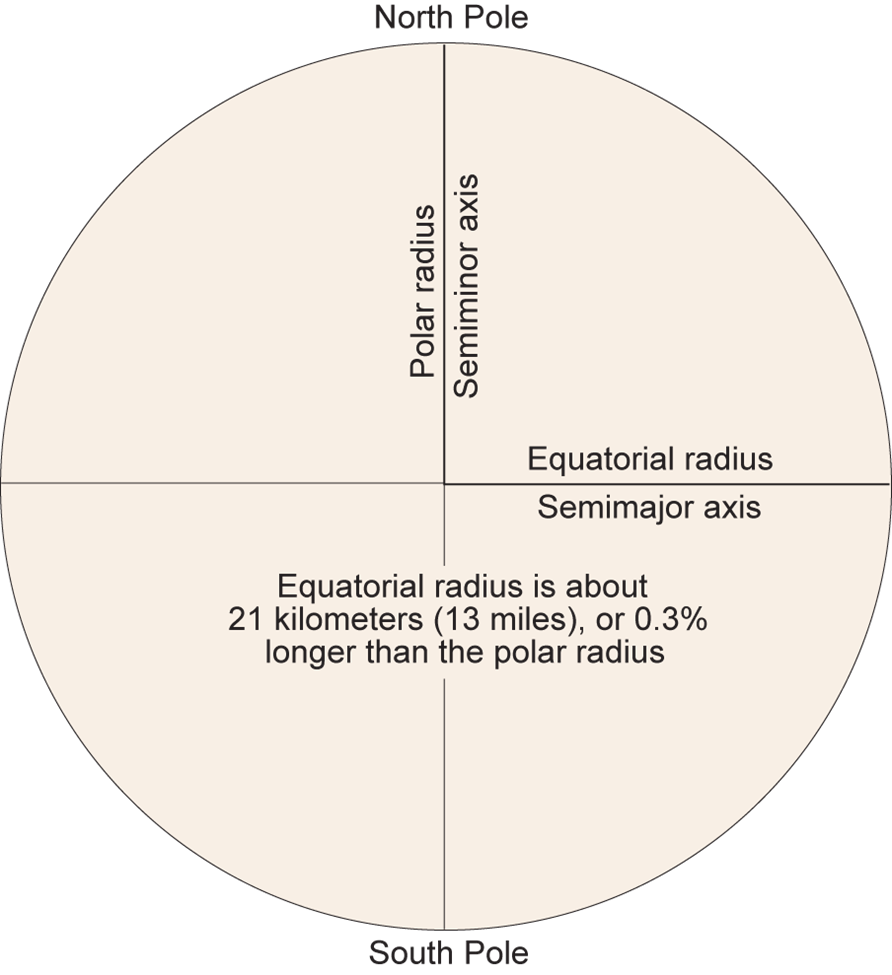 North Pole
Polar radius
Semiminor axis
Equatorial radius
Semimajor axis
Equatorial radius is about
21 kilometers (13 miles), or 0.3%
longer than the polar radius
South Pole